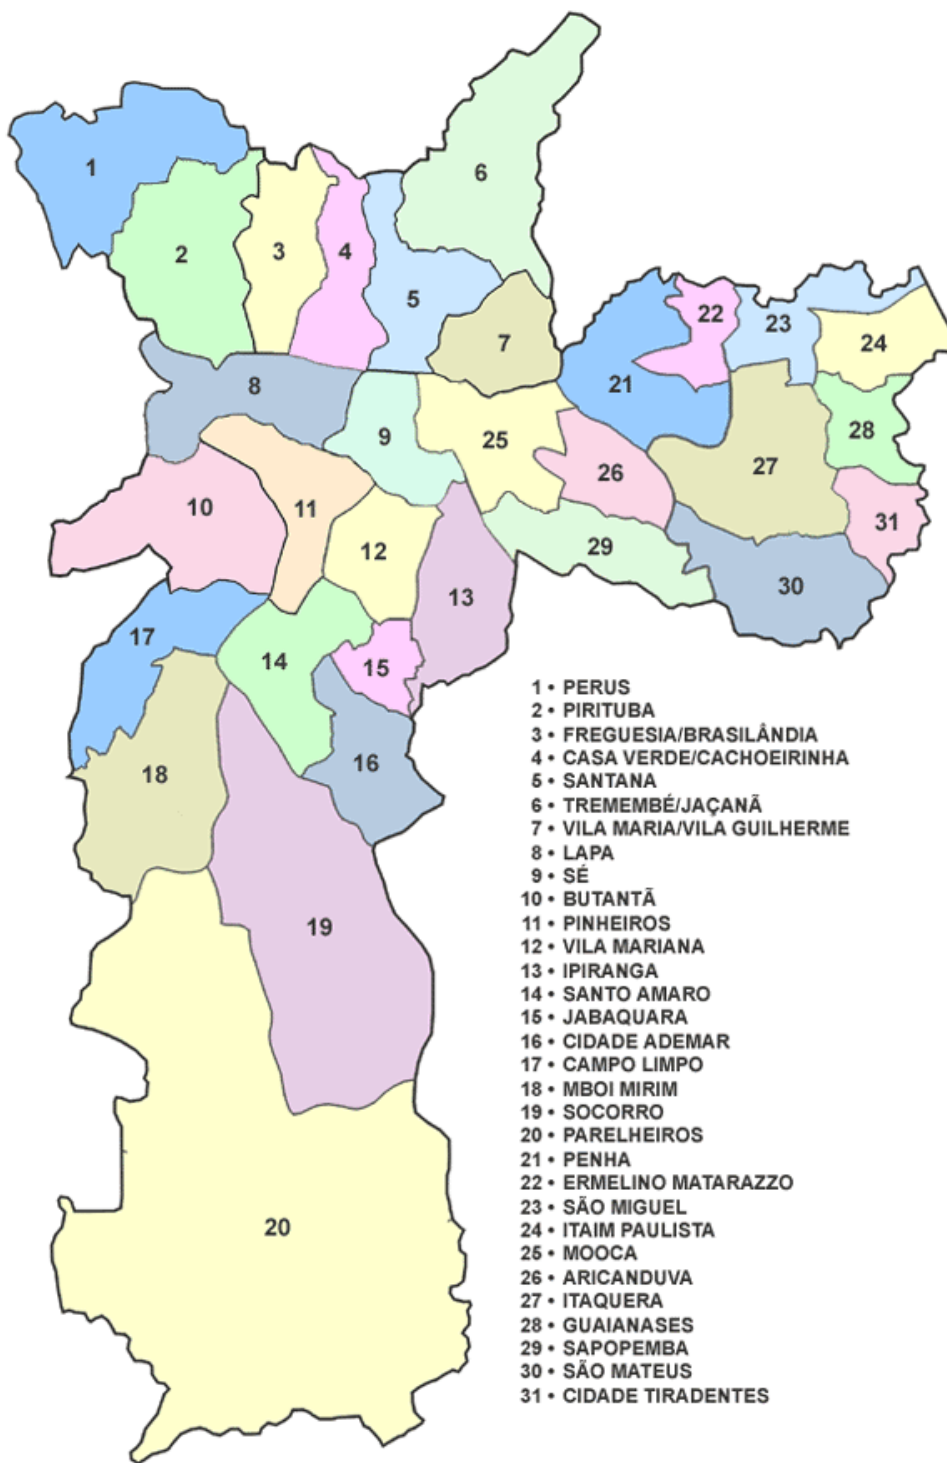 1
2
3
4
5
6
7
8
9
10
11
12
13
14
15
16
17
18
19
20
21
22
23
24
25
26
27
28
29
30
31
1 • PERUS
2 • PIRITUBA
3 • FREGUESIA/BRASILÂNDIA
4 • CASA VERDE/CACHOEIRINHA
5 • SANTANA
6 • TREMEMBÉ/JAÇANÃ
7 • VILA MARIA/VILA GUILHERME
8 • LAPA
9 • SÉ
10 • BUTANTÃ
11 • PINHEIROS
12 • VILA MARIANA
13 • IPIRANGA
14 • SANTO AMARO
15 • JABAQUARA
16 • CIDADE ADEMAR
17 • CAMPO LIMPO
18 • MBOI MIRIM
19 • SOCORRO
20 • PARELHEIROS
21 • PENHA
22 • ERMELINO MATARAZZO
23 • SÃO MIGUEL
24 • ITAIM PAULISTA
25 • MOOCA
26 • ARICANDUVA
27 • ITAQUERA
28 • GUAIANASES
29 • SAPOPEMBA
30 • SÃO MATEUS
31 • CIDADE TIRADENTES